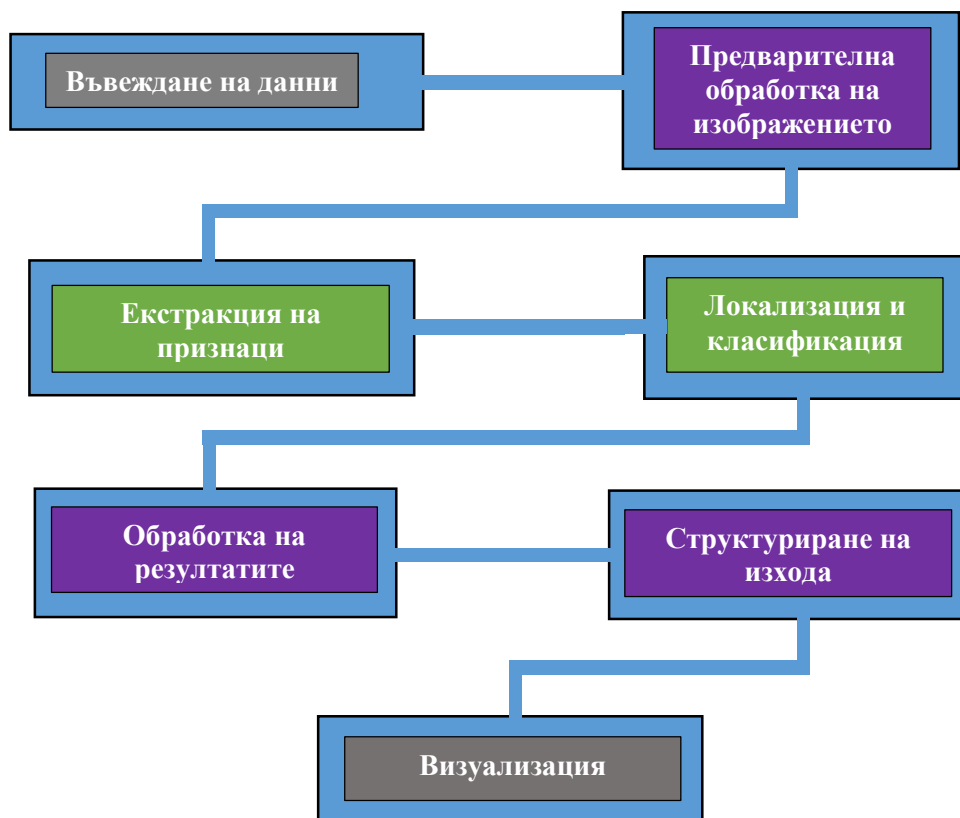 Въвеждане на данни
Предварителна
обработка на
изображението
Екстракция на
признаци
Локализация и
класификация
Обработка на
резултатите
Структуриране на
изхода
Визуализация